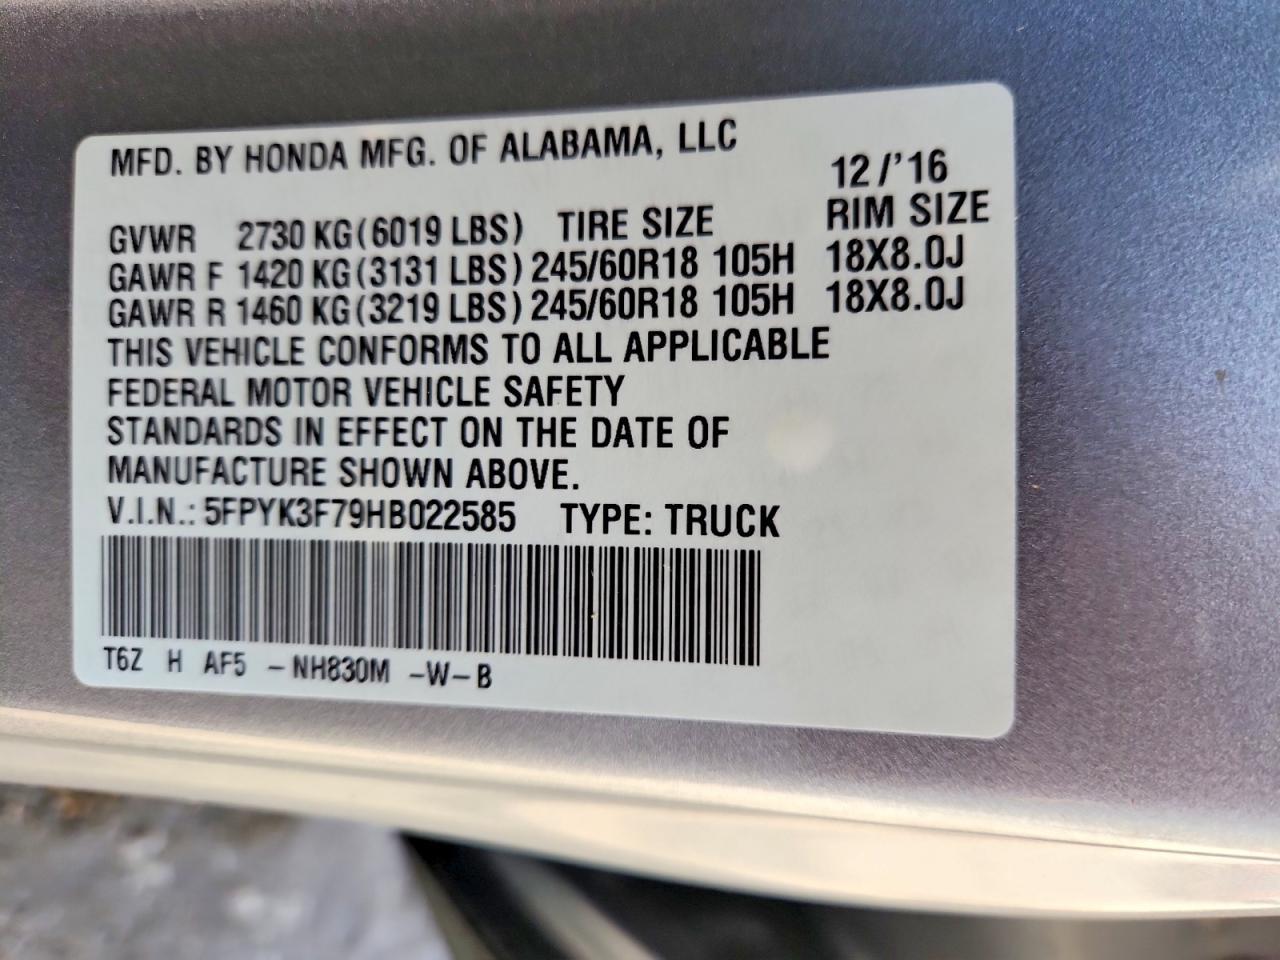 MFD. BY HONDA MFG. OF ALABAMA, LLC
12/'16
GVWR 2730 KG(6019 LBS) TIRE SIZE RIM SIZE
GAWR F 1420 KG(3131 LBS) 245/60R18 105H 18X8.0J
GAWR R 1460 KG(3219 LBS) 245/60R18 105H 18X8.0J
THIS VEHICLE CONFORMS TO ALL APPLICABLE
FEDERAL MOTOR VEHICLE SAFETY
STANDARDS IN EFFECT ON THE DATE OF
MANUFACTURE SHOWN ABOVE.
V.I.N.: 5FPYK3F79HB022585 TYPE: TRUCK
T6Z H AF5 -NH830M -W-B